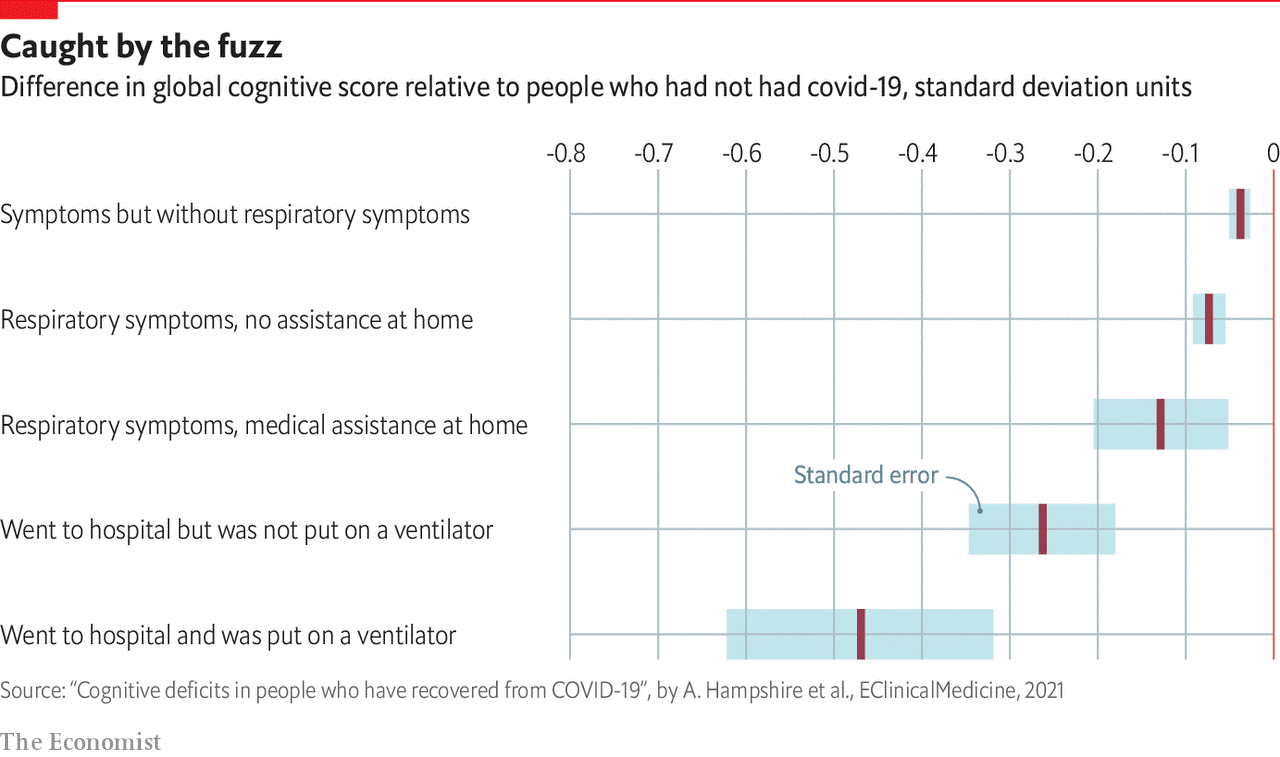 Caught by the fuzz
Difference in global cognitive score relative to people who had not had covid-19, standard deviation units
-0.8 -0.7 -0.6 -0.5 -0.4 -0.3 -0.2 -0.1 0
Symptoms but without respiratory symptoms
Respiratory symptoms, no assistance at home
Respiratory symptoms, medical assistance at home
Standard error
Went to hospital but was not put on a ventilator
Went to hospital and was put on a ventilator
Source: “Cognitive deficits in people who have recovered from COVID-19”, by A. Hampshire et al., EClinicalMedicine, 2021
The Economist